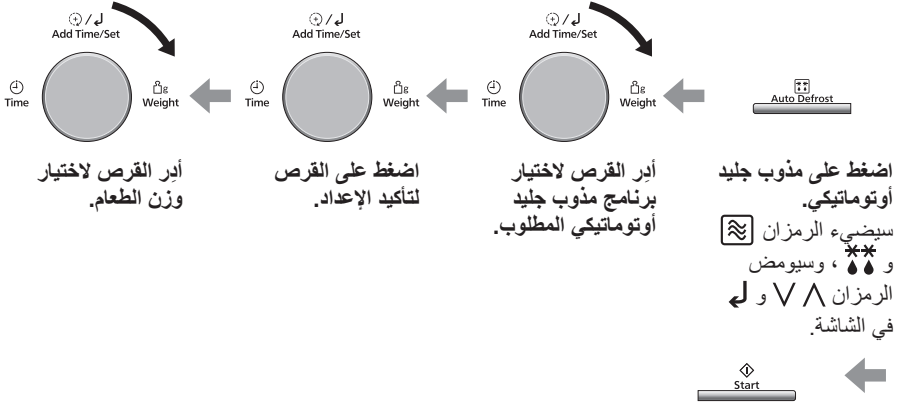 Auto Defrost
اضغط على مذوب جليد
أوتوماتيكي.
سيضيء الرمزان
و ، وسيومض
الرمزان و
في الشاشة.
Add Time/Set
Time
g
Weight
أدِر القرص لاختيار
برنامج مذوب جليد
أوتوماتيكي المطلوب.
Add Time/Set
Time
g
Weight
اضغط على القرص
لتأكيد الإعداد.
Add Time/Set
Time
g
Weight
أدِر القرص لاختيار
وزن الطعام.
Start